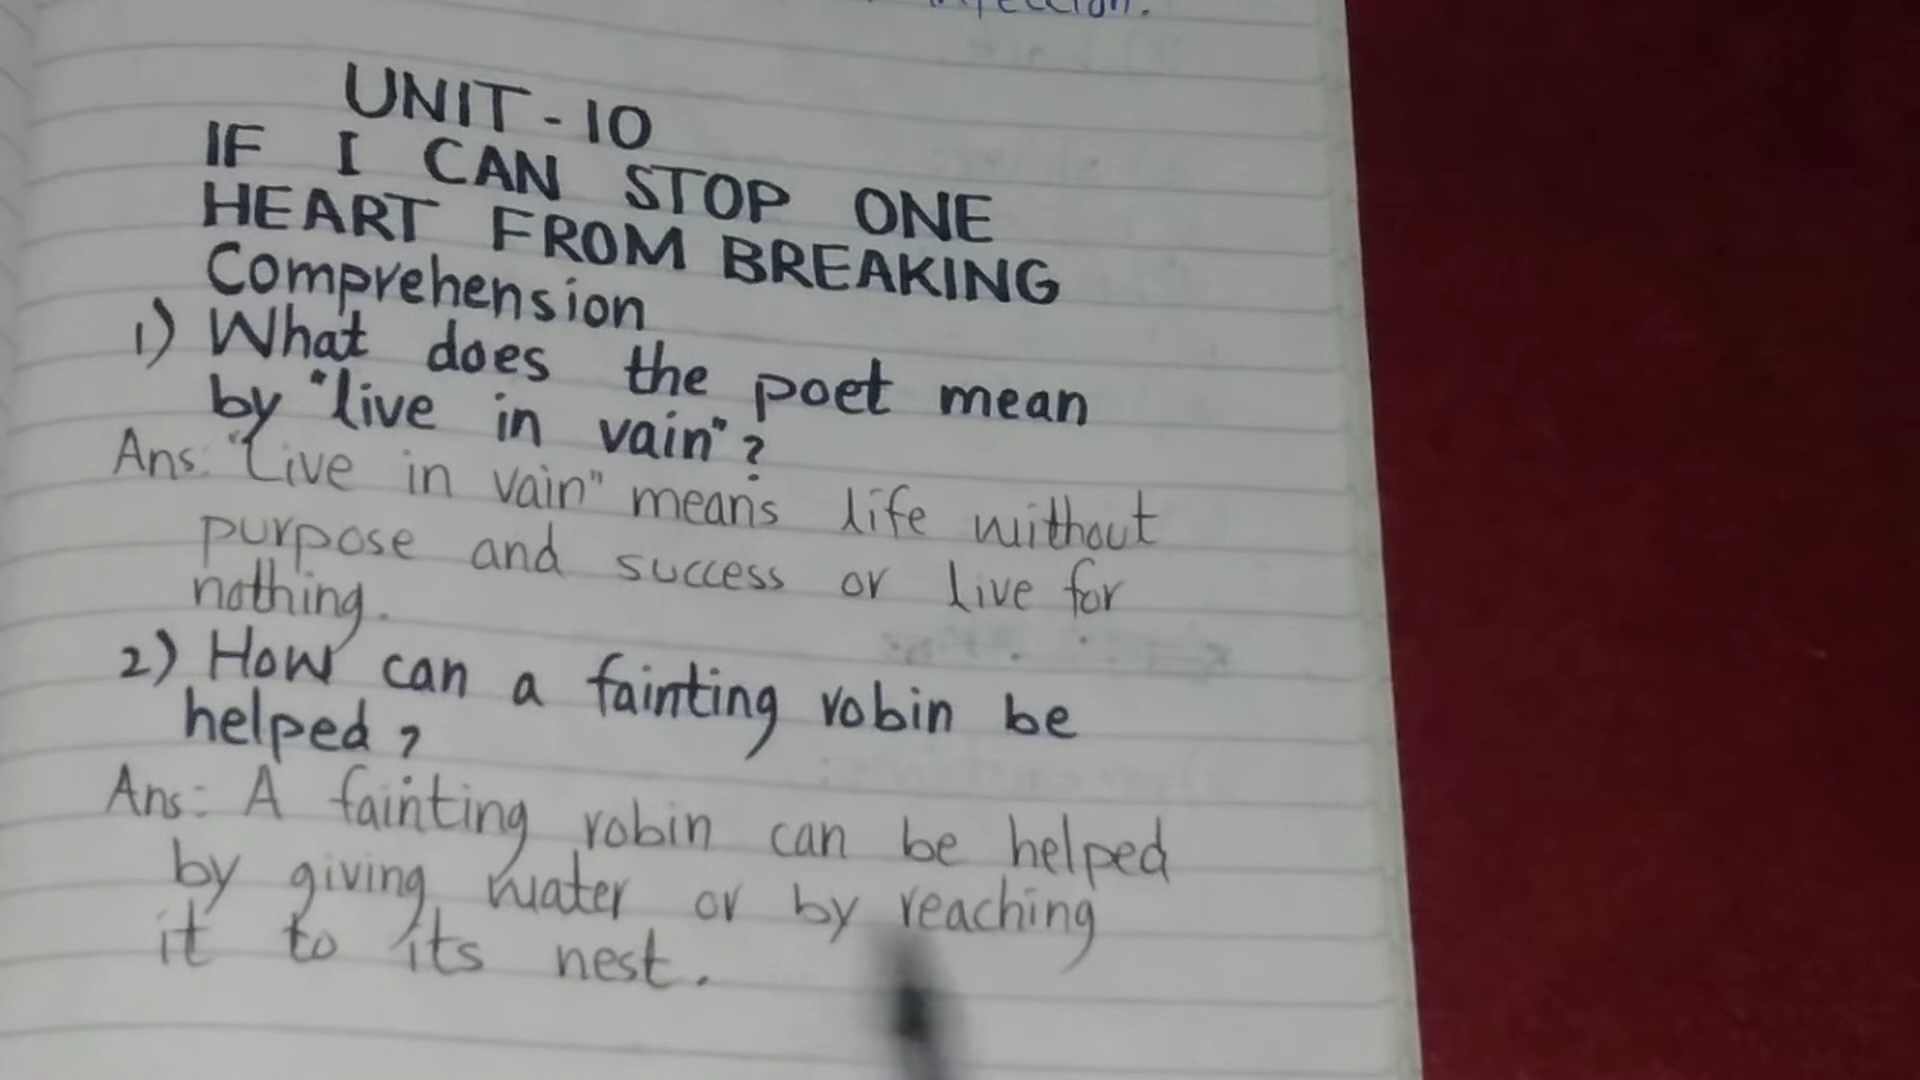 infection.
UNIT-10
IF I CAN STOP ONE
HEART FROM BREAKING
Comprehension
1) What does the poet mean
by "live in vain"?
Ans: "Live in vain" means life without
purpose and success or live for
nothing.
2) How can a fainting robin be
helped?
Ans: A fainting robin can be helped
by giving water or by reaching
it to its nest.